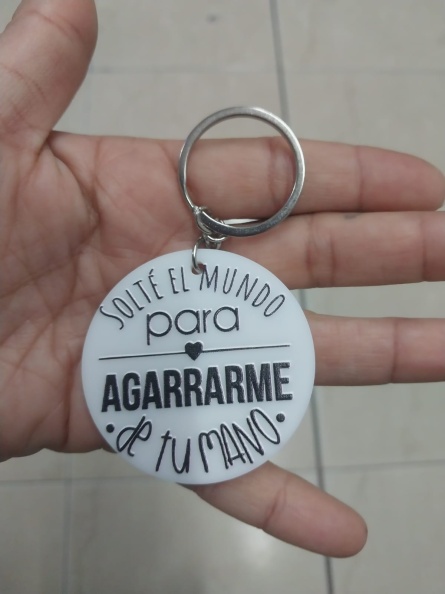 SOLTÉ EL MUNDO
para
AGARRARME
de tu MANO